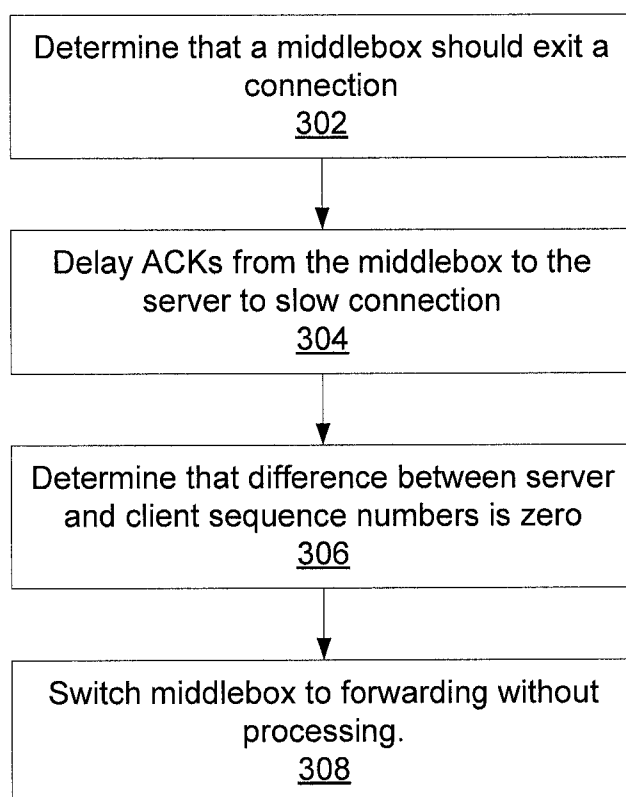 Determine that a middlebox should exit a
connection
302
Delay ACKs from the middlebox to the
server to slow connection
304
Determine that difference between server
and client sequence numbers is zero
306
Switch middlebox to forwarding without
processing.
308